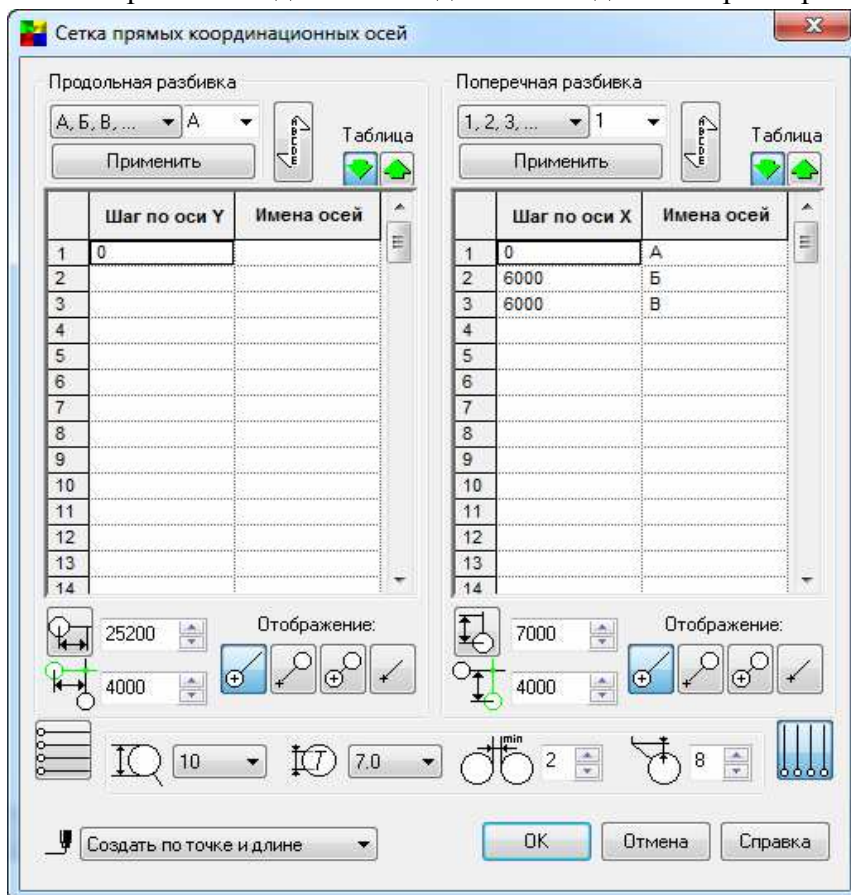 Сетка прямых координационных осей
Продольная разбивка
Поперечная разбивка
А, Б, В, ... А
Таблица
1, 2, 3, ... 1
Таблица
Применить
Применить
Шаг по оси Y Имена осей
Шаг по оси X Имена осей
1 0
1 0 А
2
2 6000 Б
3
3 6000 В
4
4
5
5
6
6
7
7
8
8
9
9
10
10
11
11
12
12
13
13
14
14
25200 Отображение:
7000 Отображение:
4000
4000
10
7.0
min
2
8
Создать по точке и длине
OK Отмена Справка